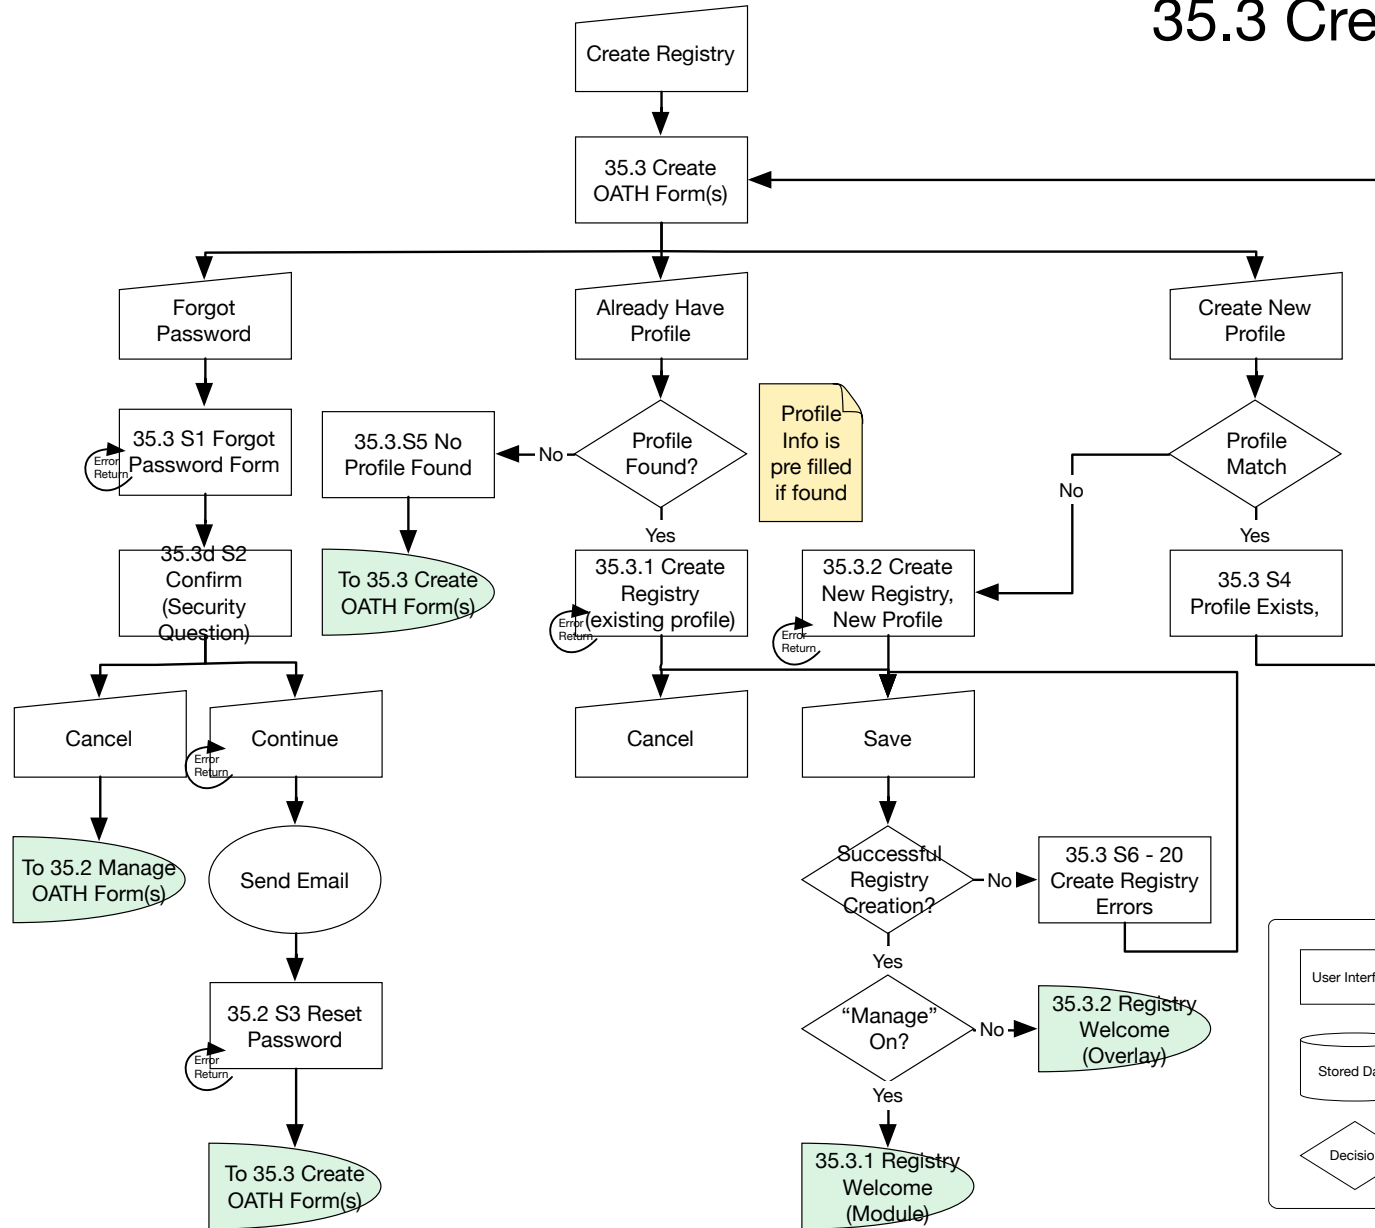 35.3 Cre
Create Registry
35.3 Create
OATH Form(s)
Forgot
Password
Already Have
Profile
Create New
Profile
35.3 S1 Forgot
Password Form
Error
Return
35.3.S5 No
Profile Found
No
Profile
Found?
Profile
Info is
pre filled
if found
Profile
Match
No
Yes
Yes
35.3d S2
Confirm
(Security
Question)
To 35.3 Create
OATH Form(s)
35.3.1 Create
Registry
(existing profile)
Error
Return
35.3.2 Create
New Registry,
New Profile
Error
Return
35.3 S4
Profile Exists,
Cancel
Continue
Error
Return
Cancel
Save
To 35.2 Manage
OATH Form(s)
Send Email
Successful
Registry
Creation?
No
35.3 S6 - 20
Create Registry
Errors
Yes
35.2 S3 Reset
Password
Error
Return
“Manage”
On?
No
35.3.2 Registry
Welcome
(Overlay)
Yes
To 35.3 Create
OATH Form(s)
35.3.1 Registry
Welcome
(Module)
User Interf
Stored Da
Decisio